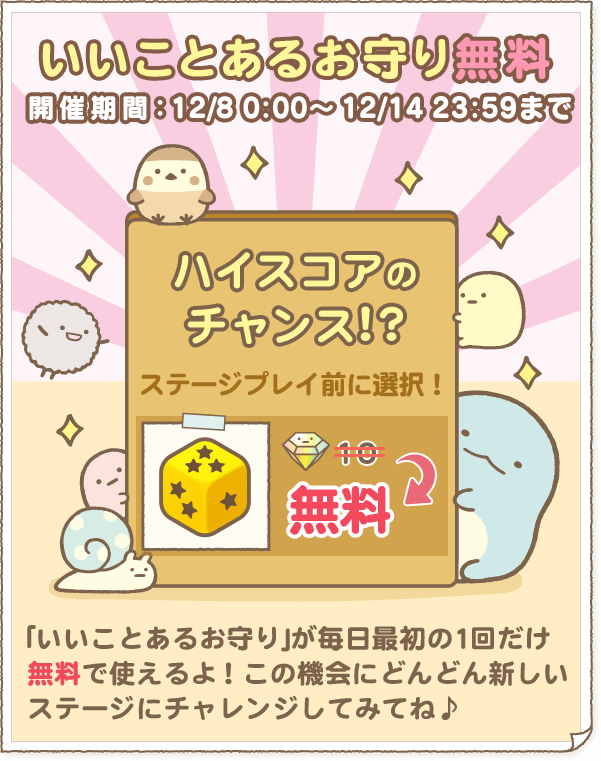 いいことあるお守り無料
開催期間：12/8 0:00～12/14 23:59まで
ハイスコアの
チャンス!?
ステージプレイ前に選択！
10
無料
「いいことあるお守り」が毎日最初の1回だけ
無料で使えるよ！この機会にどんどん新しい
ステージにチャレンジしてみてね♪